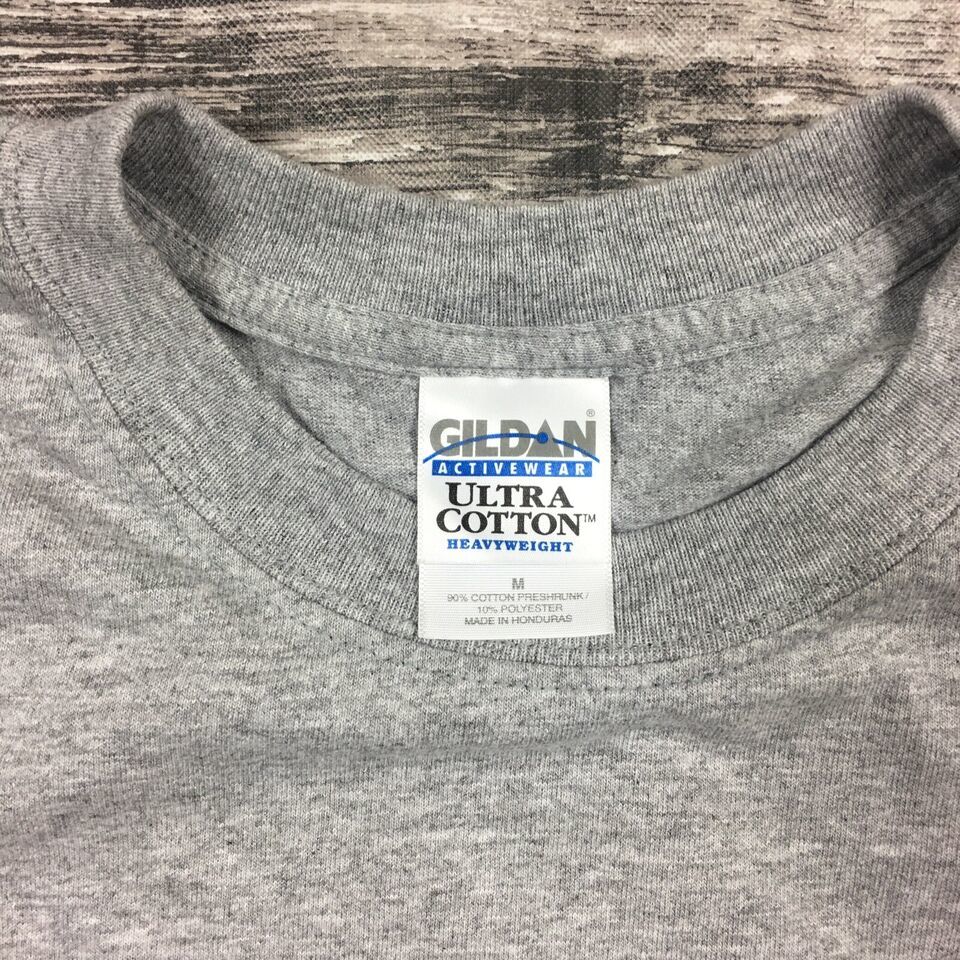 GILDAN®
ACTIVEWEAR
ULTRA
COTTON™
HEAVYWEIGHT
M
90% COTTON PRESHRUNK/
10% POLYESTER
MADE IN HONDURAS